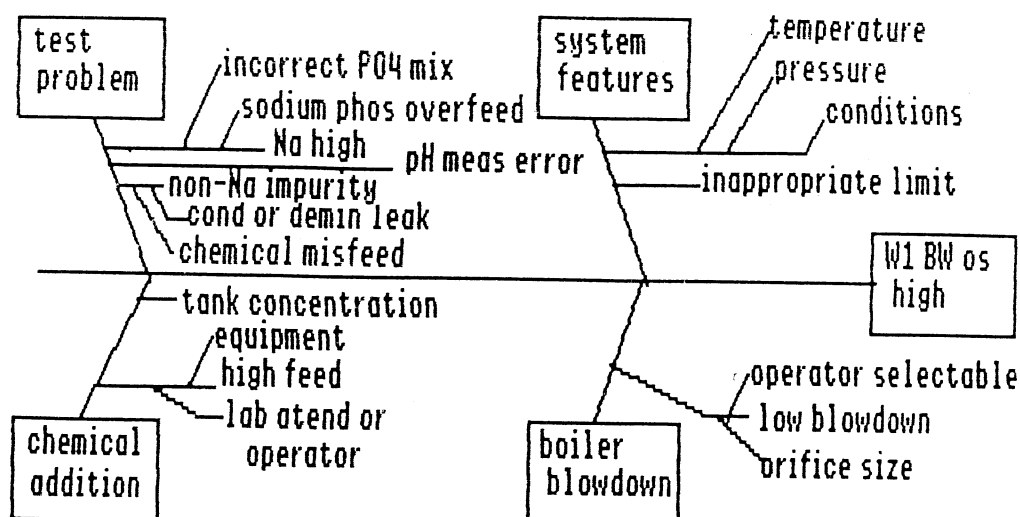 test
problem
incorrect PO4 mix
sodium phos overfeed
Na high
pH meas error
non-Na impurity
cond or demin leak
chemical misfeed
system
features
temperature
pressure
conditions
inappropriate limit
W1 BW os
high
tank concentration
equipment
high feed
lab atend or
operator
chemical
addition
operator selectable
low blowdown
orifice size
boiler
blowdown